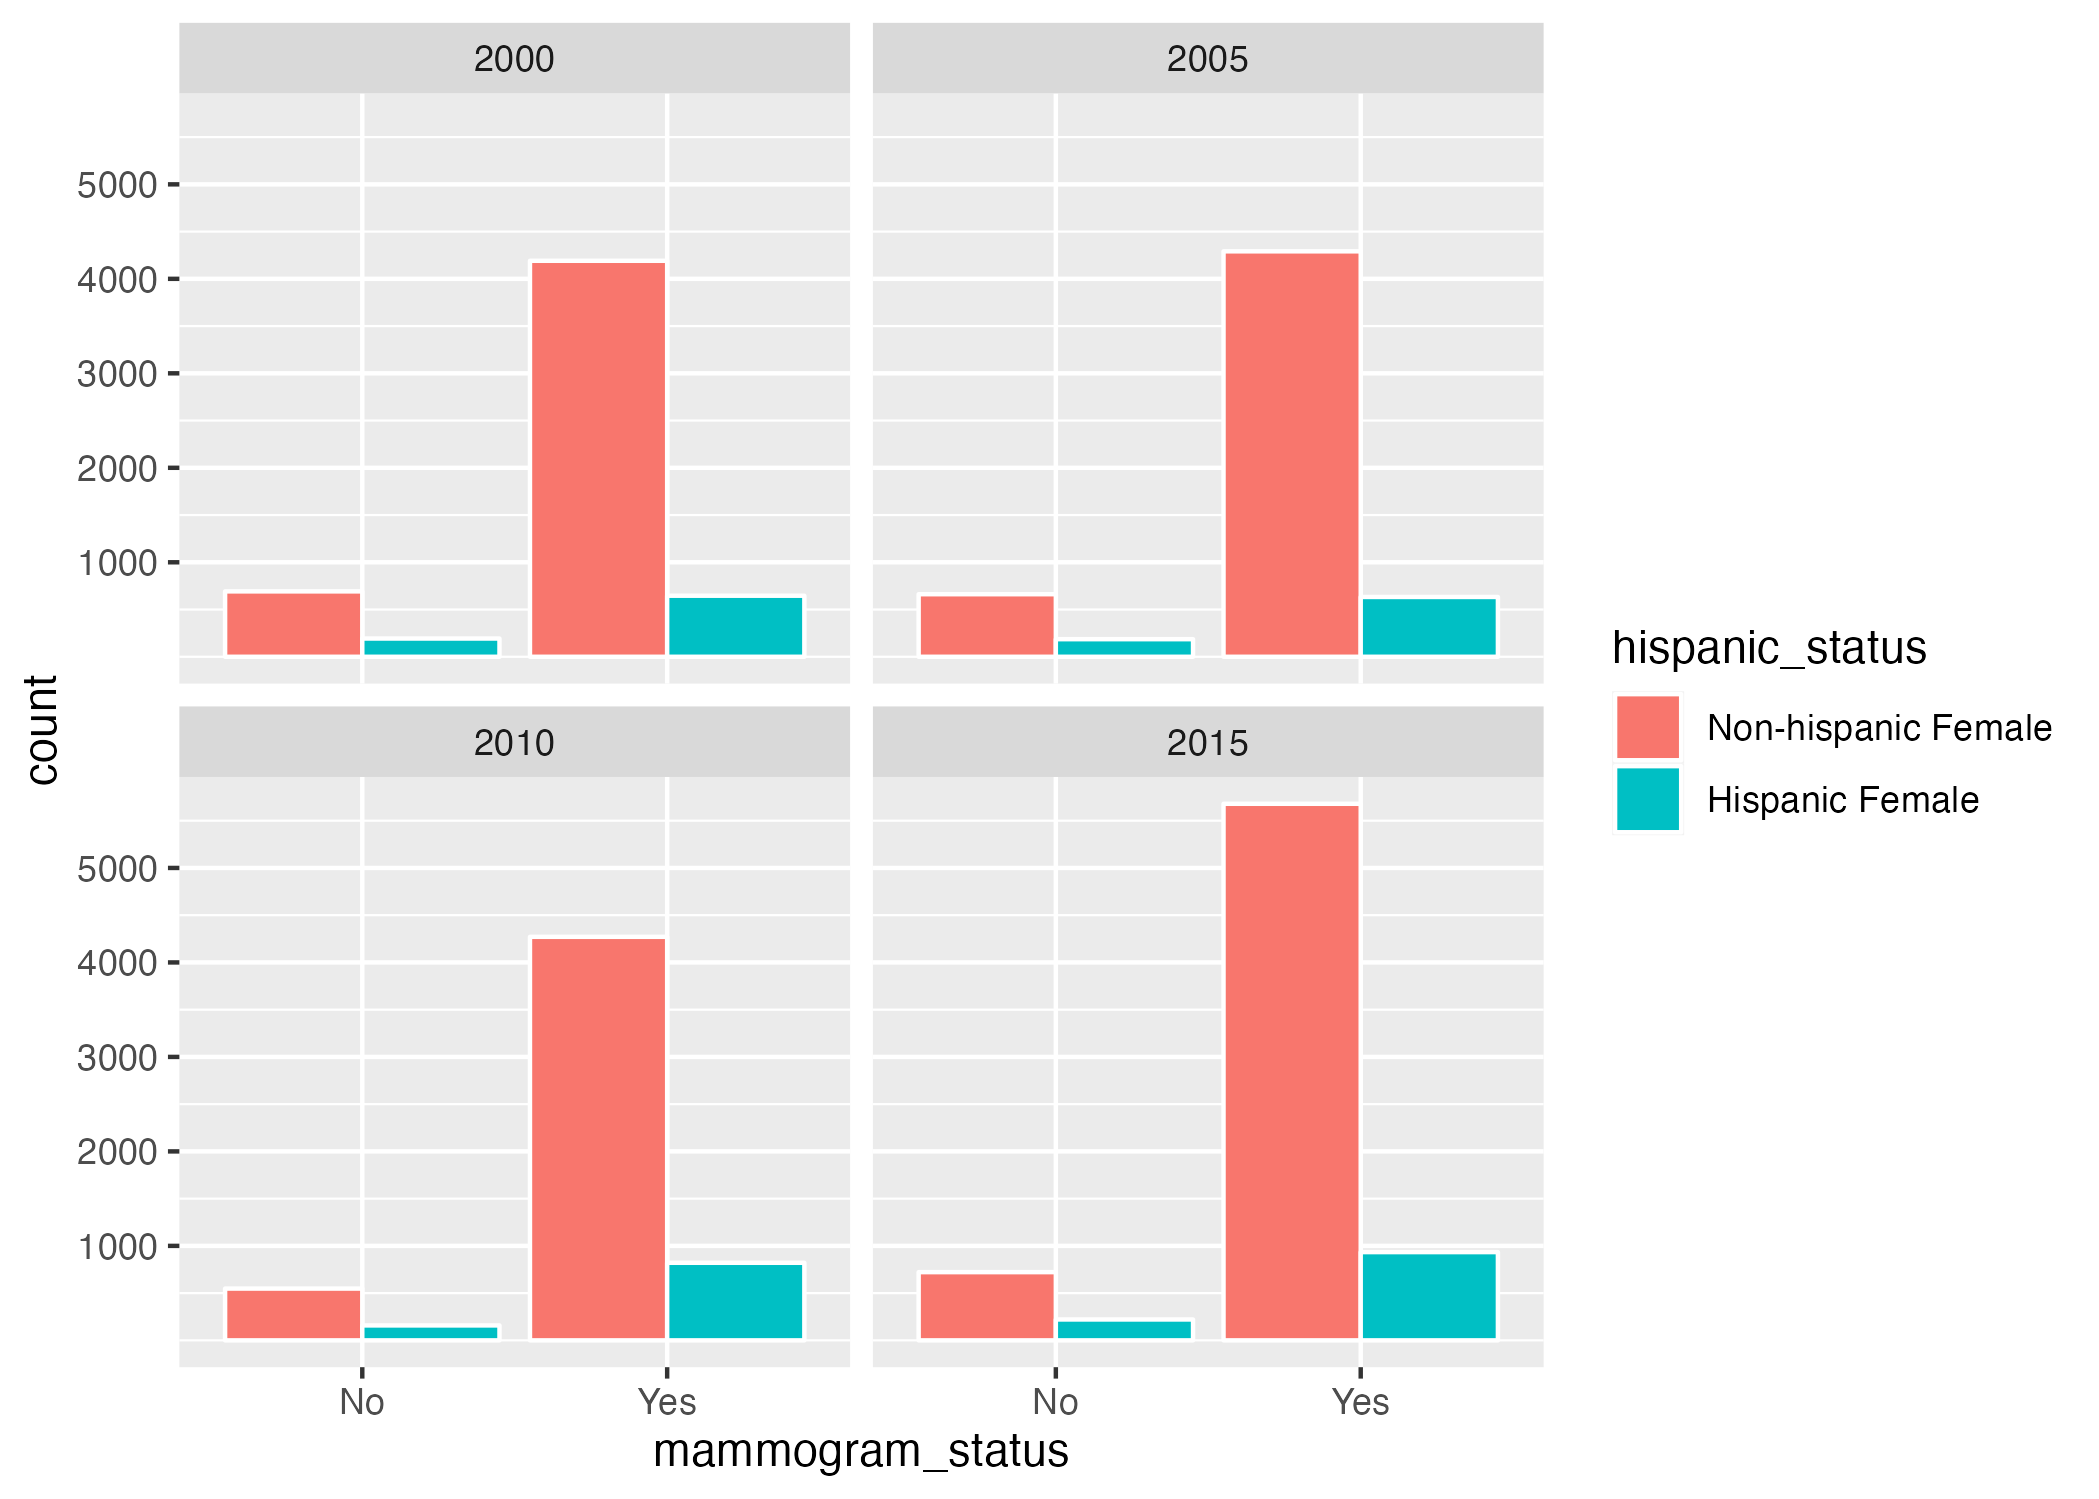 2000
2005
5000
4000
3000
2000
1000
2010
2015
5000
4000
3000
2000
1000
No
Yes
No
Yes
mammogram_status
count
hispanic_status
Non-hispanic Female
Hispanic Female